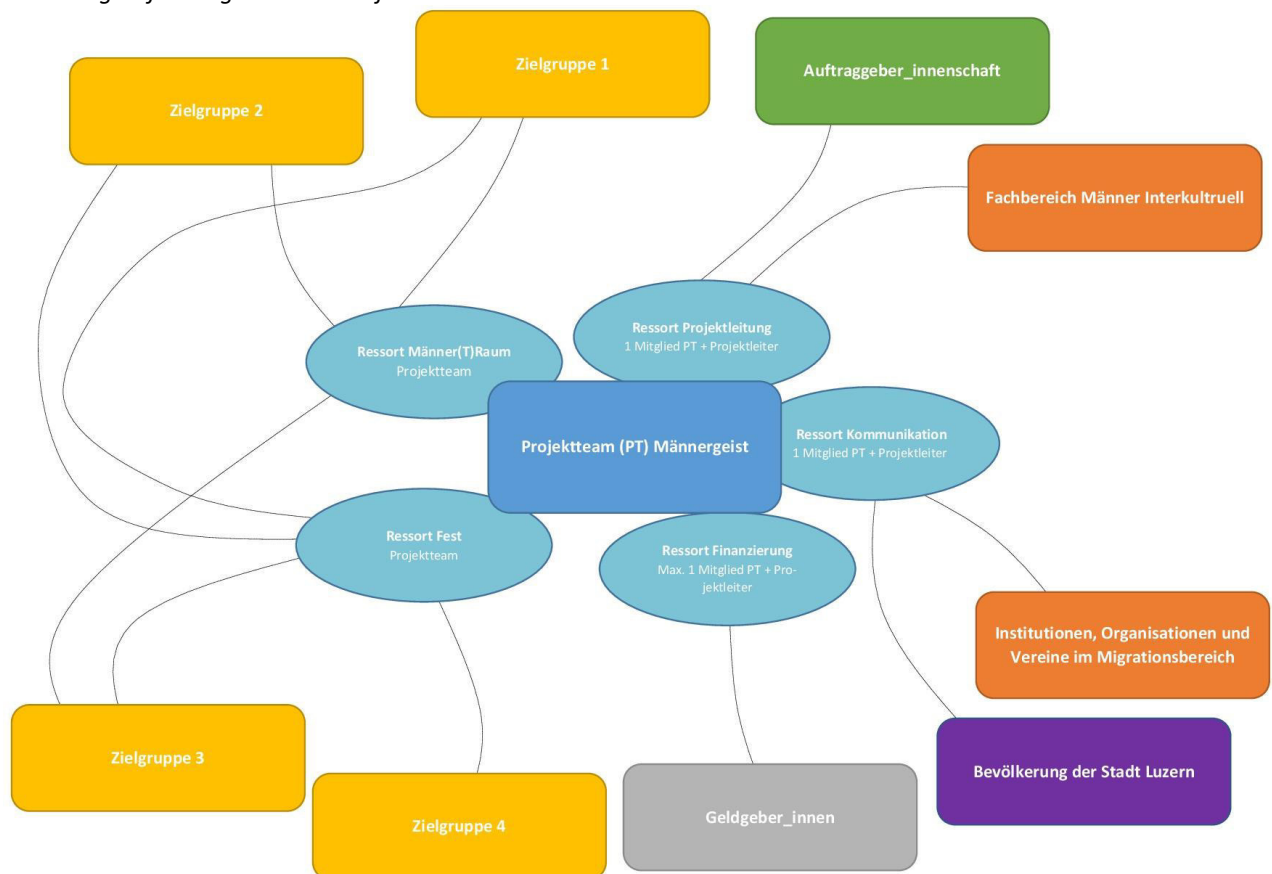 Zielgruppe 1
Zielgruppe 2
Auftraggeber_innenschaft
Fachbereich Männer Interkultruell
Ressort Projektleitung
1 Mitglied PT + Projektleiter
Ressort Männer(T)Raum
Projektteam
Projektteam (PT) Männergeist
Ressort Kommunikation
1 Mitglied PT + Projektleiter
Ressort Fest
Projektteam
Ressort Finanzierung
Max. 1 Mitglied PT + Pro-
jektleiter
Institutionen, Organisationen und
Vereine im Migrationsbereich
Zielgruppe 3
Bevölkerung der Stadt Luzern
Zielgruppe 4
Geldgeber_innen